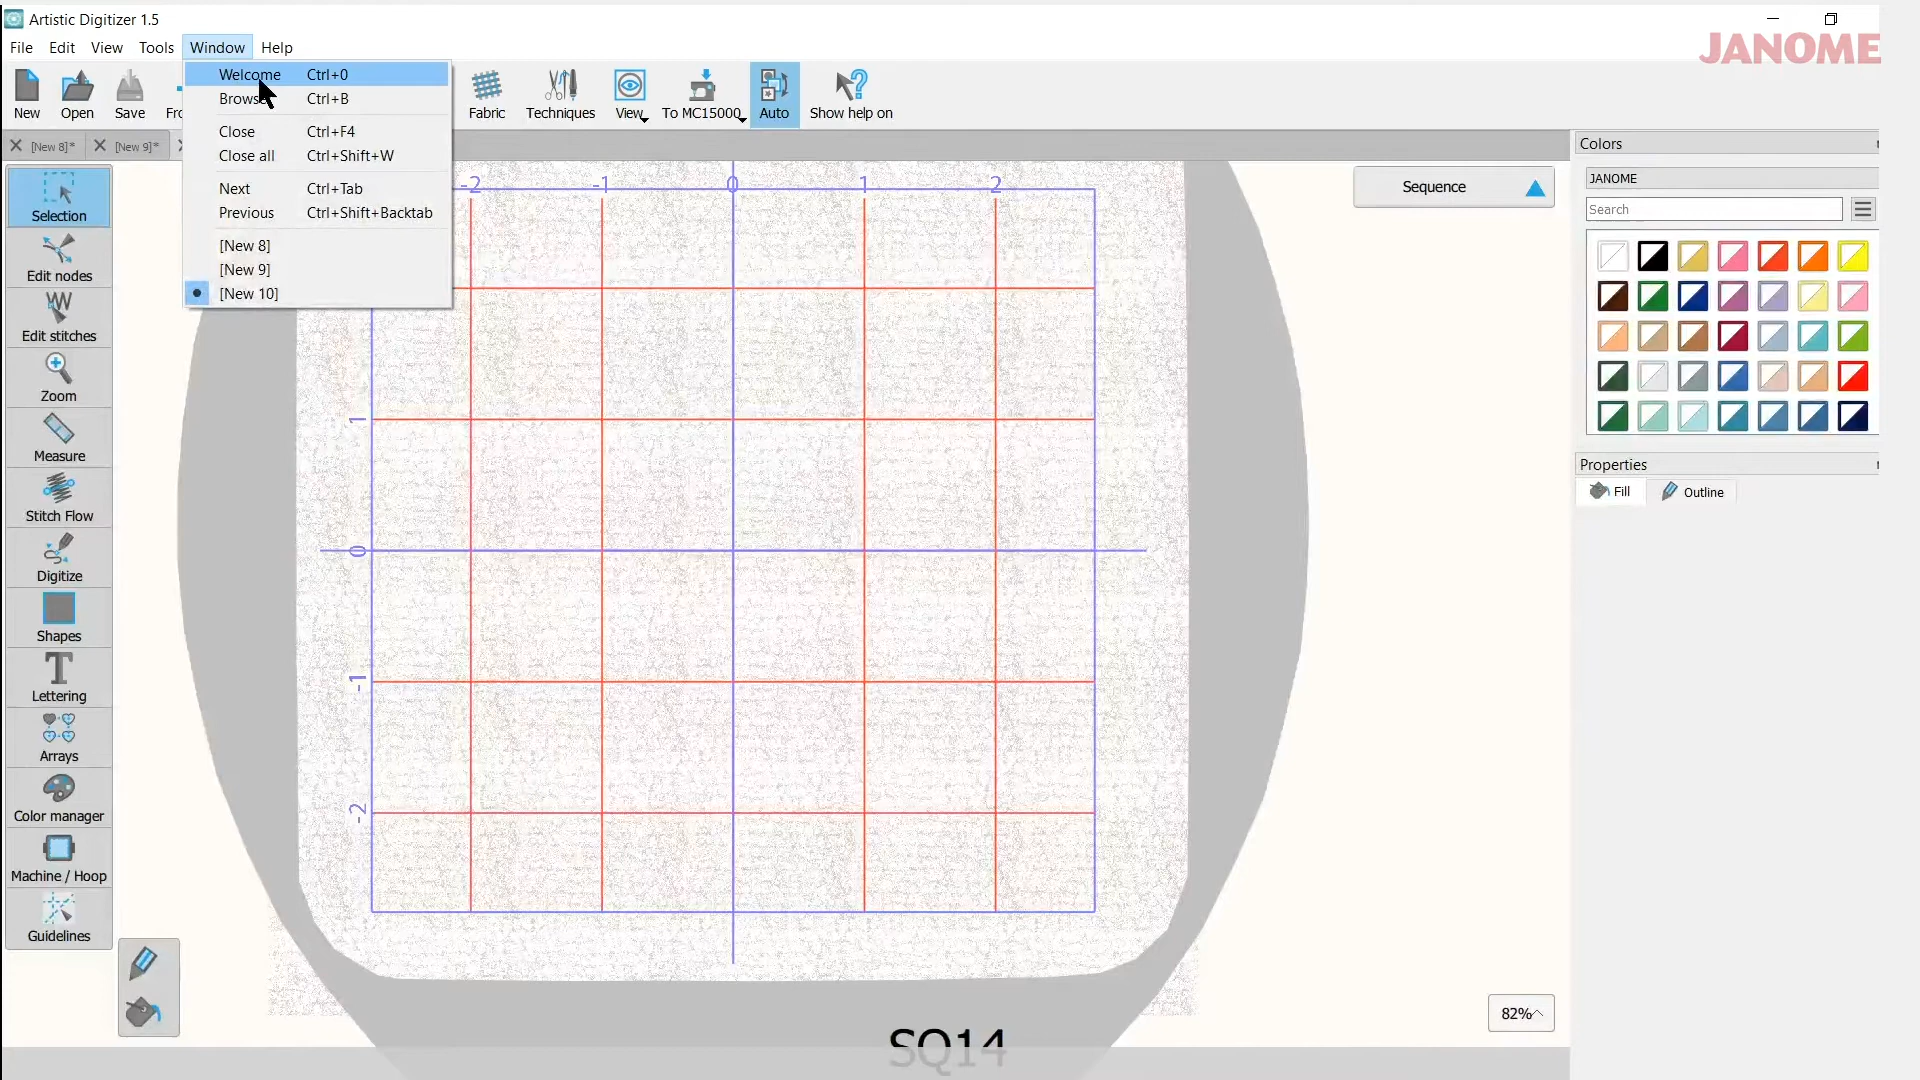 Artistic Digitizer 1.5
JANOME
File Edit View Tools Window Help
Welcome Ctrl+0
Brows Ctrl+B
Close Ctrl+F4
Close all Ctrl+Shift+W
Next Ctrl+Tab
Previous Ctrl+Shift+Backtab
[New 8]
[New 9]
[New 10]
New Open Save Fro Fabric Techniques View To MC15000 Auto Show help on
[New 8]* [New 9]*
Selection
Edit nodes
Edit stitches
Zoom
Measure
Stitch Flow
Digitize
Shapes
Lettering
Arrays
Color manager
Machine / Hoop
Guidelines
-2 -1 0 1 2
1
0
-1
-2
Sequence
SQ14
82%
Colors
JANOME
Search
Properties
Fill Outline